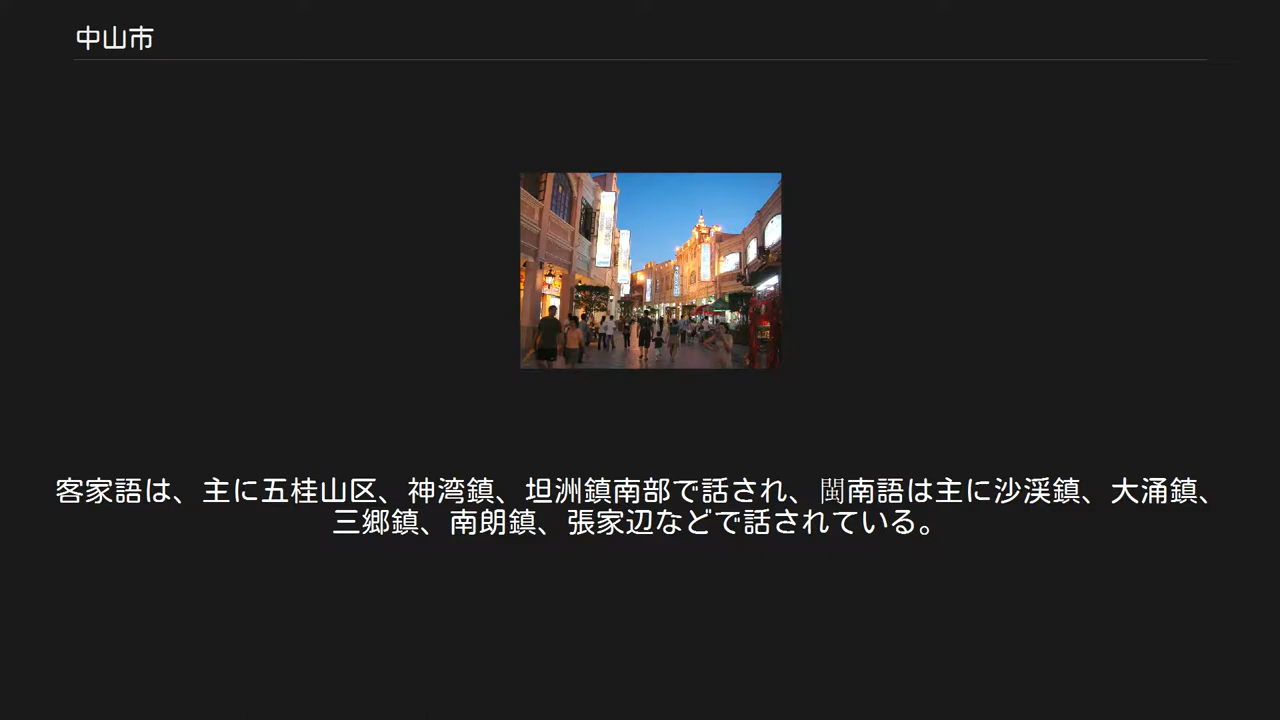 中山市
客家語は、主に五桂山区、神湾鎮、坦洲鎮南部で話され、閩南語は主に沙渓鎮、大涌鎮、
三郷鎮、南朗鎮、張家辺などで話されている。